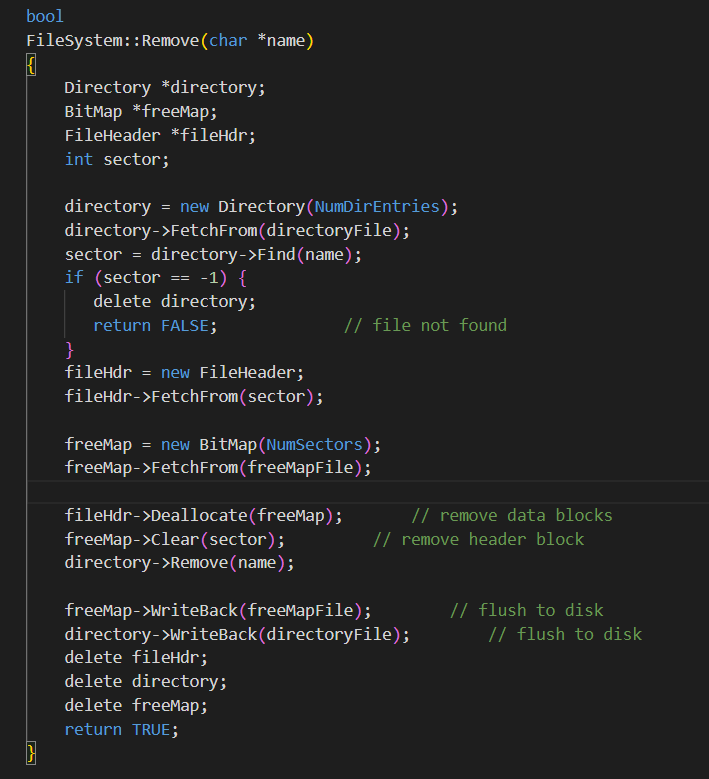 bool
FileSystem::Remove(char *name)
{
    Directory *directory;
    BitMap *freeMap;
    FileHeader *fileHdr;
    int sector;

    directory = new Directory(NumDirEntries);
    directory->FetchFrom(directoryFile);
    sector = directory->Find(name);
    if (sector == -1) {
       delete directory;
       return FALSE;             // file not found
    }
    fileHdr = new FileHeader;
    fileHdr->FetchFrom(sector);

    freeMap = new BitMap(NumSectors);
    freeMap->FetchFrom(freeMapFile);

    fileHdr->Deallocate(freeMap);       // remove data blocks
    freeMap->Clear(sector);         // remove header block
    directory->Remove(name);

    freeMap->WriteBack(freeMapFile);        // flush to disk
    directory->WriteBack(directoryFile);        // flush to disk
    delete fileHdr;
    delete directory;
    delete freeMap;
    return TRUE;
}